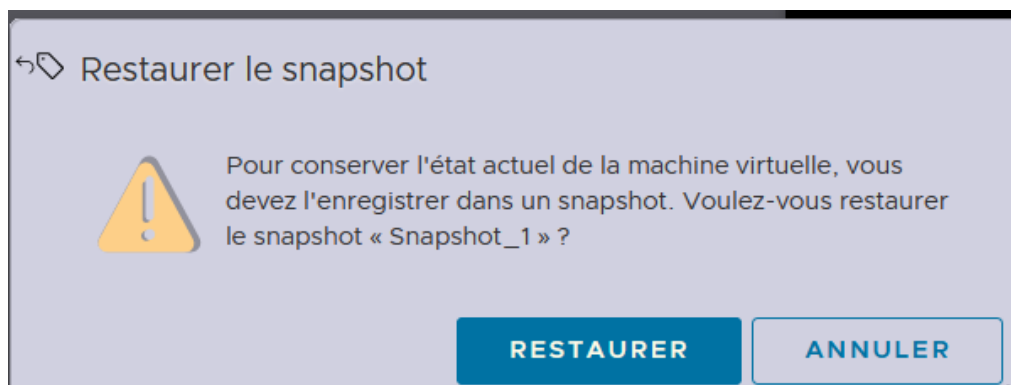 Restaurer le snapshot
Pour conserver l'état actuel de la machine virtuelle, vous
devez l'enregistrer dans un snapshot. Voulez-vous restaurer
le snapshot « Snapshot_1 » ?
RESTAURER
ANNULER